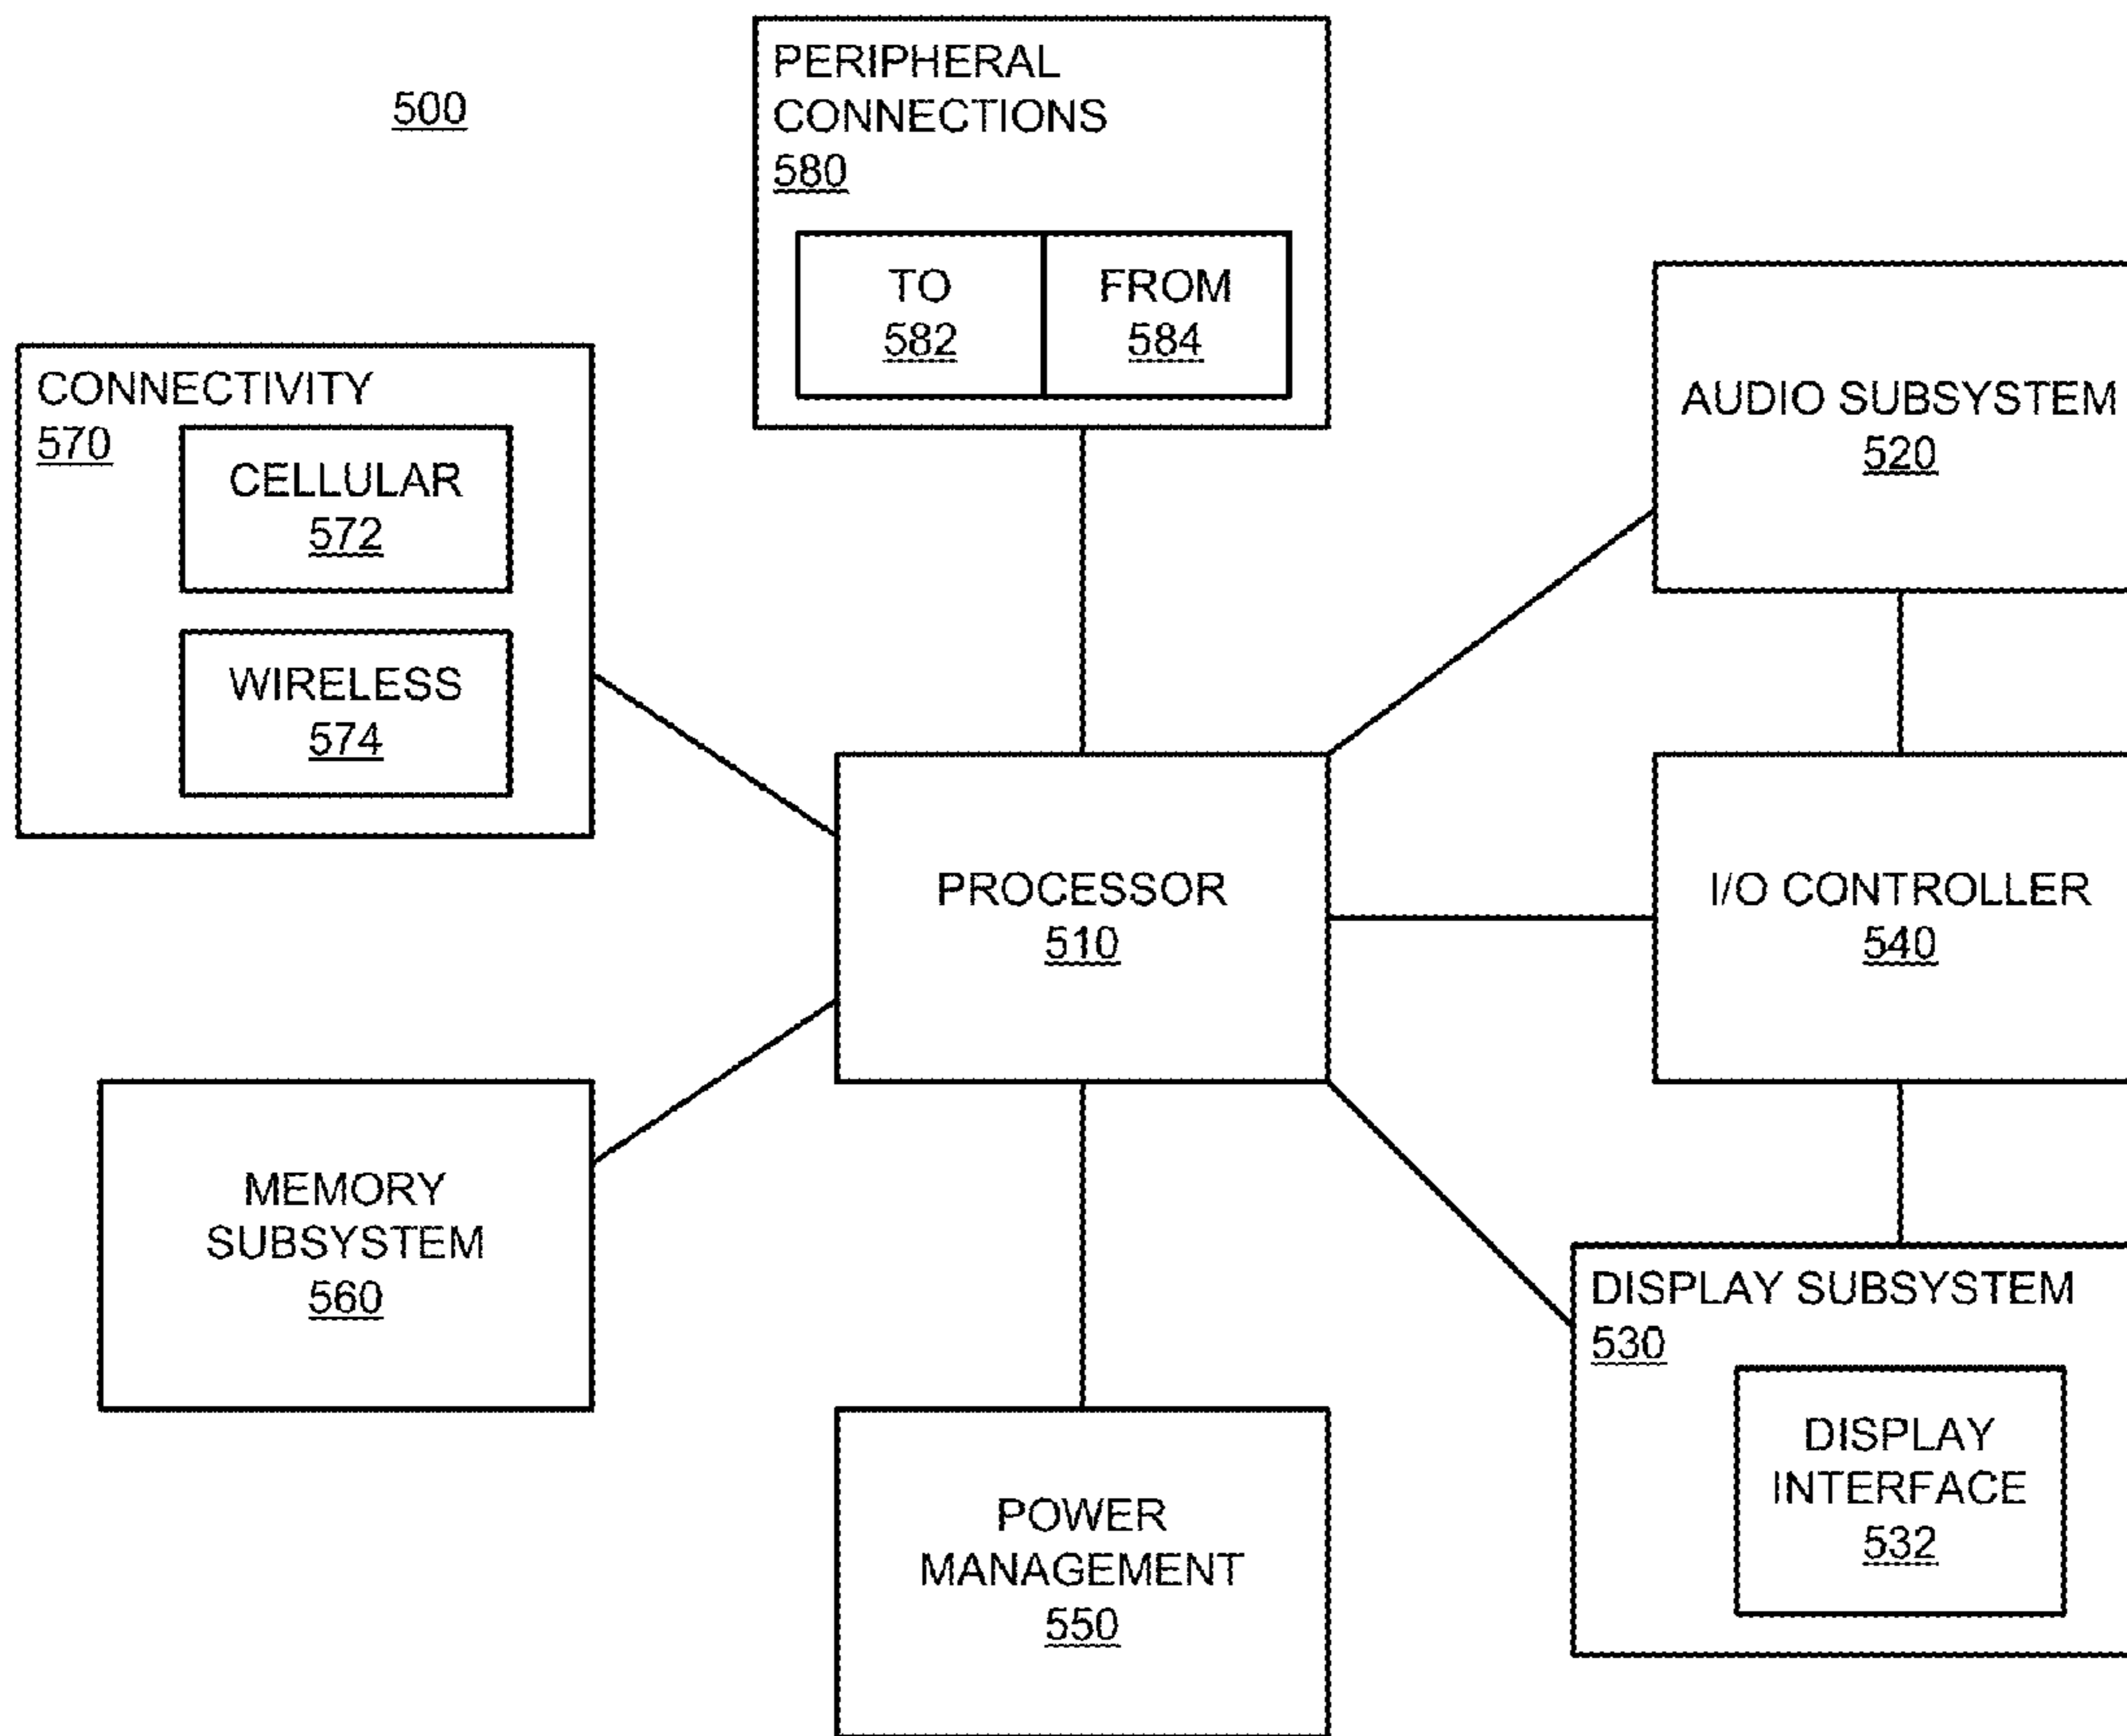 500
PERIPHERAL
CONNECTIONS
580
TO
582
FROM
584
CONNECTIVITY
570
CELLULAR
572
WIRELESS
574
AUDIO SUBSYSTEM
520
PROCESSOR
510
I/O CONTROLLER
540
MEMORY
SUBSYSTEM
560
DISPLAY SUBSYSTEM
530
DISPLAY
INTERFACE
532
POWER
MANAGEMENT
550